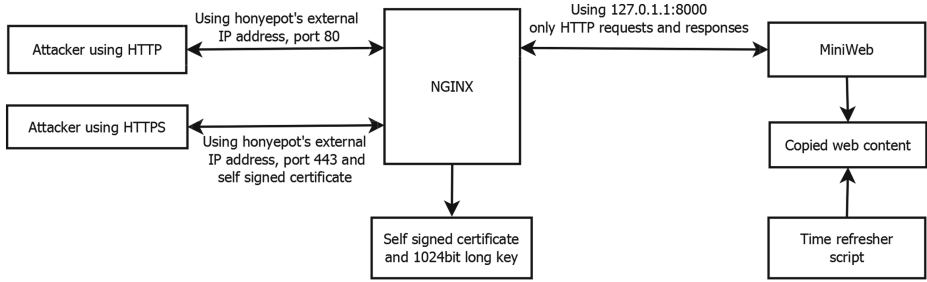 Using honyepot's external
IP address, port 80
Using 127.0.1.1:8000
only HTTP requests and responses
Attacker using HTTP
NGINX
MiniWeb
Attacker using HTTPS
Using honyepot's external
IP address, port 443 and
self signed certificate
Copied web content
Self signed certificate
and 1024bit long key
Time refresher
script